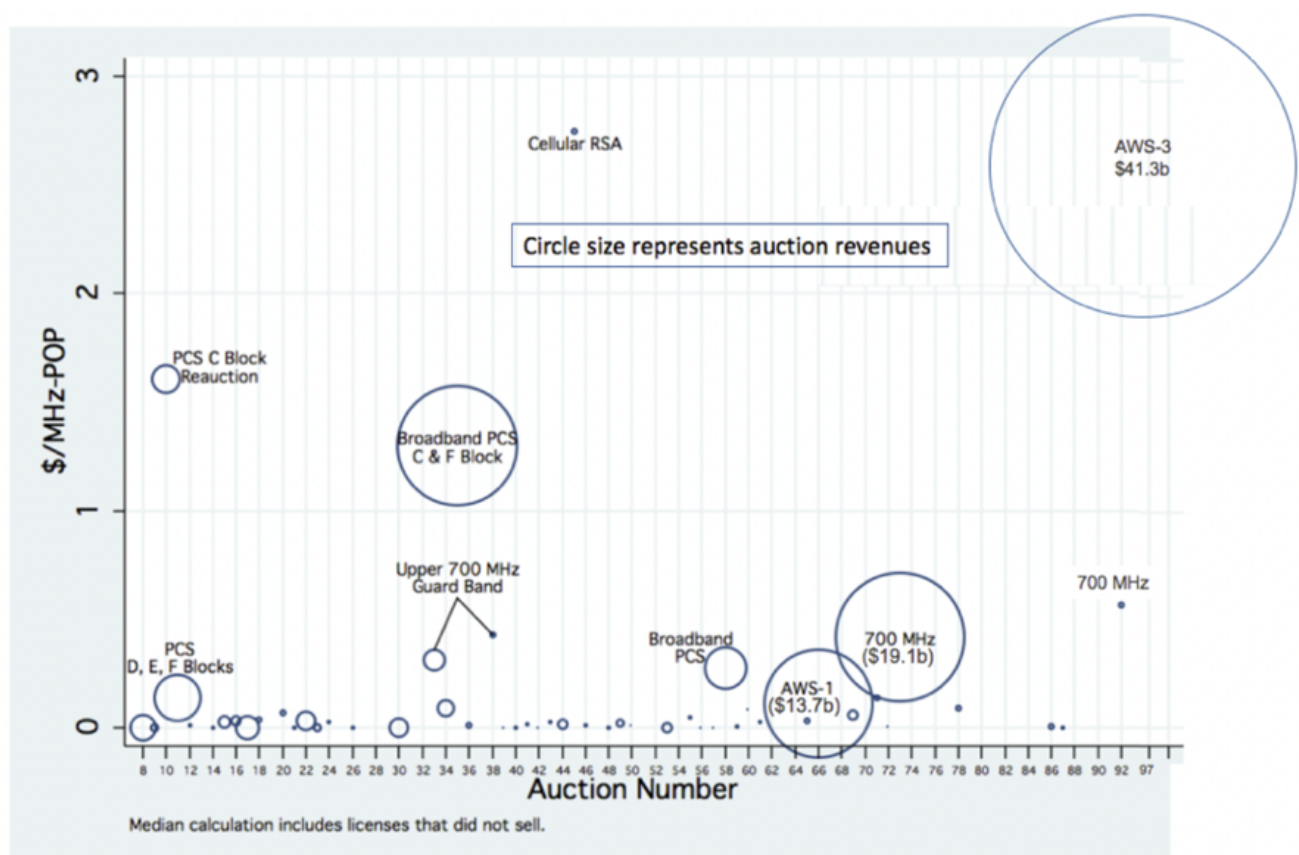 3
2
1
0
$/MHz-POP
Cellular RSA
AWS-3
$41.3b
Circle size represents auction revenues
PCS C Block
Reauction
Broadband PCS
C & F Block
Upper 700 MHz
Guard Band
700 MHz
PCS
D, E, F Blocks
Broadband
PCS
700 MHz
($19.1b)
AWS-1
($13.7b)
8 10 12 14 16 18 20 22 24 26 28 30 32 34 36 38 40 42 44 46 48 50 52 54 56 58 60 62 64 66 68 70 72 74 76 78 80 82 84 86 88 90 92 97
Auction Number
Median calculation includes licenses that did not sell.